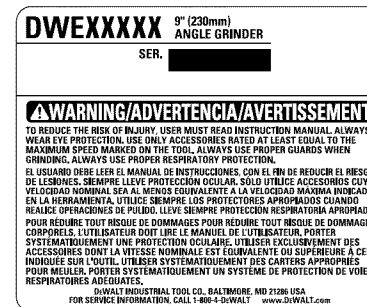 DWEXXXXX
9" (230mm)
ANGLE GRINDER
SER.
WARNING/ADVERTENCIA/AVERTISSEMENT
TO REDUCE THE RISK OF INJURY, USER MUST READ INSTRUCTION MANUAL. ALWAYS
WEAR EYE PROTECTION. USE ONLY ACCESSORIES RATED AT LEAST EQUAL TO THE
MAXIMUM SPEED MARKED ON THE TOOL. ALWAYS USE PROPER GUARDS WHEN
GRINDING. ALWAYS USE PROPER RESPIRATORY PROTECTION.
EL USUARIO DEBE LEER EL MANUAL DE INSTRUCCIONES, CON EL FIN DE REDUCIR EL RIESG
DE LESIONES. SIEMPRE LLEVE PROTECCIÓN OCULAR. SÓLO UTILICE ACCESORIOS CUY
VELOCIDAD NOMINAL SEA AL MENOS EQUIVALENTE A LA VELOCIDAD MAXIMA INDICAD
EN LA HERRAMIENTA. UTILICE SIEMPRE LOS PROTECTORES APROPIADOS CUANDO
REALICE OPERACIONES DE PULIDO. LLEVE SIEMPRE PROTECCIÓN RESPIRATORIA APROPIAD
POUR RÉDUIRE TOUT RISQUE DE DOMMAGES POUR RÉDUIRE TOUT RISQUE DE DOMMAGE
CORPORELS, L'UTILISATEUR DOIT LIRE LE MANUEL DE L'UTILISATEUR, PORTER
SYSTÉMATIQUEMENT UNE PROTECTION OCULAIRE, UTILISER EXCLUSIVEMENT DES
ACCESSOIRES DONT LA VITESSE NOMINALE EST ÉQUIVALENTE OU SUPÉRIEURE À CE
INDIQUÉE SUR L'OUTIL. UTILISER SYSTÉMATIQUEMENT DES CARTERS APPROPRIÉS
POUR MEULER. PORTER SYSTÉMATIQUEMENT UN SYSTÈME DE PROTECTION DE VOIE
RESPIRATOIRES ADÉQUATES.
DEWALT INDUSTRIAL TOOL CO., BALTIMORE, MD 21286 USA
FOR SERVICE INFORMATION, CALL 1-800-4-DEWALT www.DEWALT.com